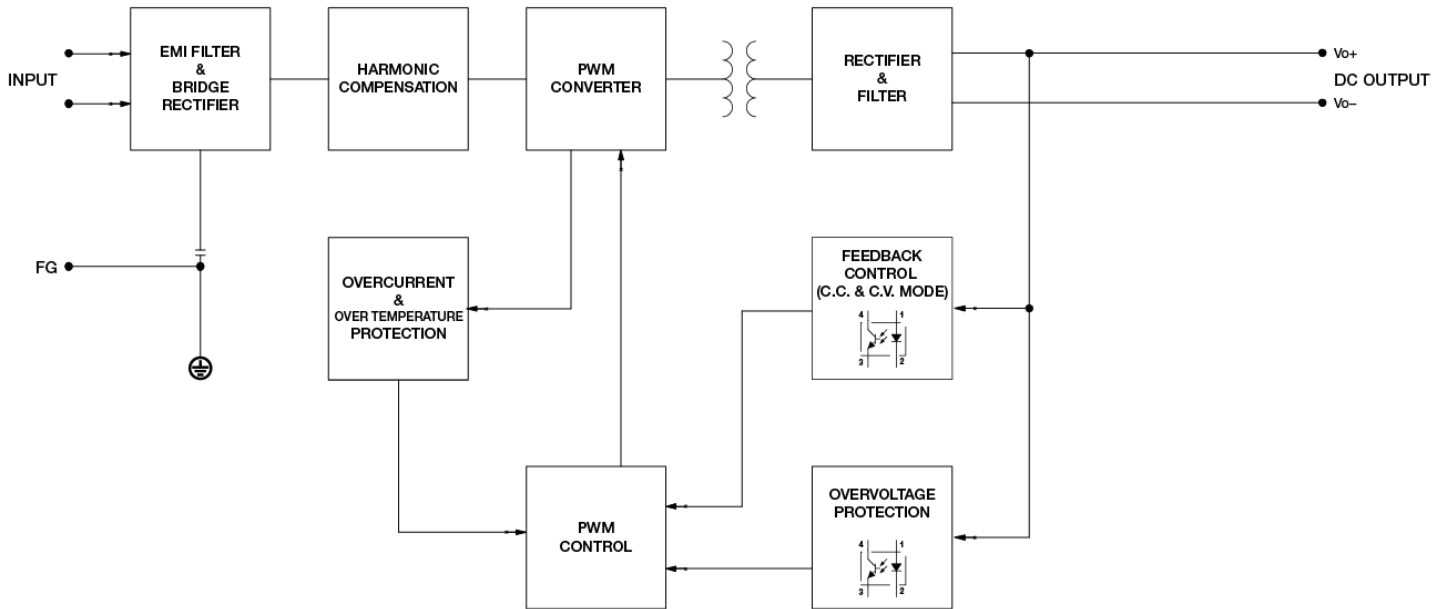 INPUT
EMI FILTER
&
BRIDGE
RECTIFIER
HARMONIC
COMPENSATION
PWM
CONVERTER
RECTIFIER
&
FILTER
Vo+
DC OUTPUT
Vo–
FG
OVERCURRENT
&
OVER TEMPERATURE
PROTECTION
FEEDBACK
CONTROL
(C.C. & C.V. MODE)
4 1
3 2
PWM
CONTROL
OVERVOLTAGE
PROTECTION
4 1
3 2